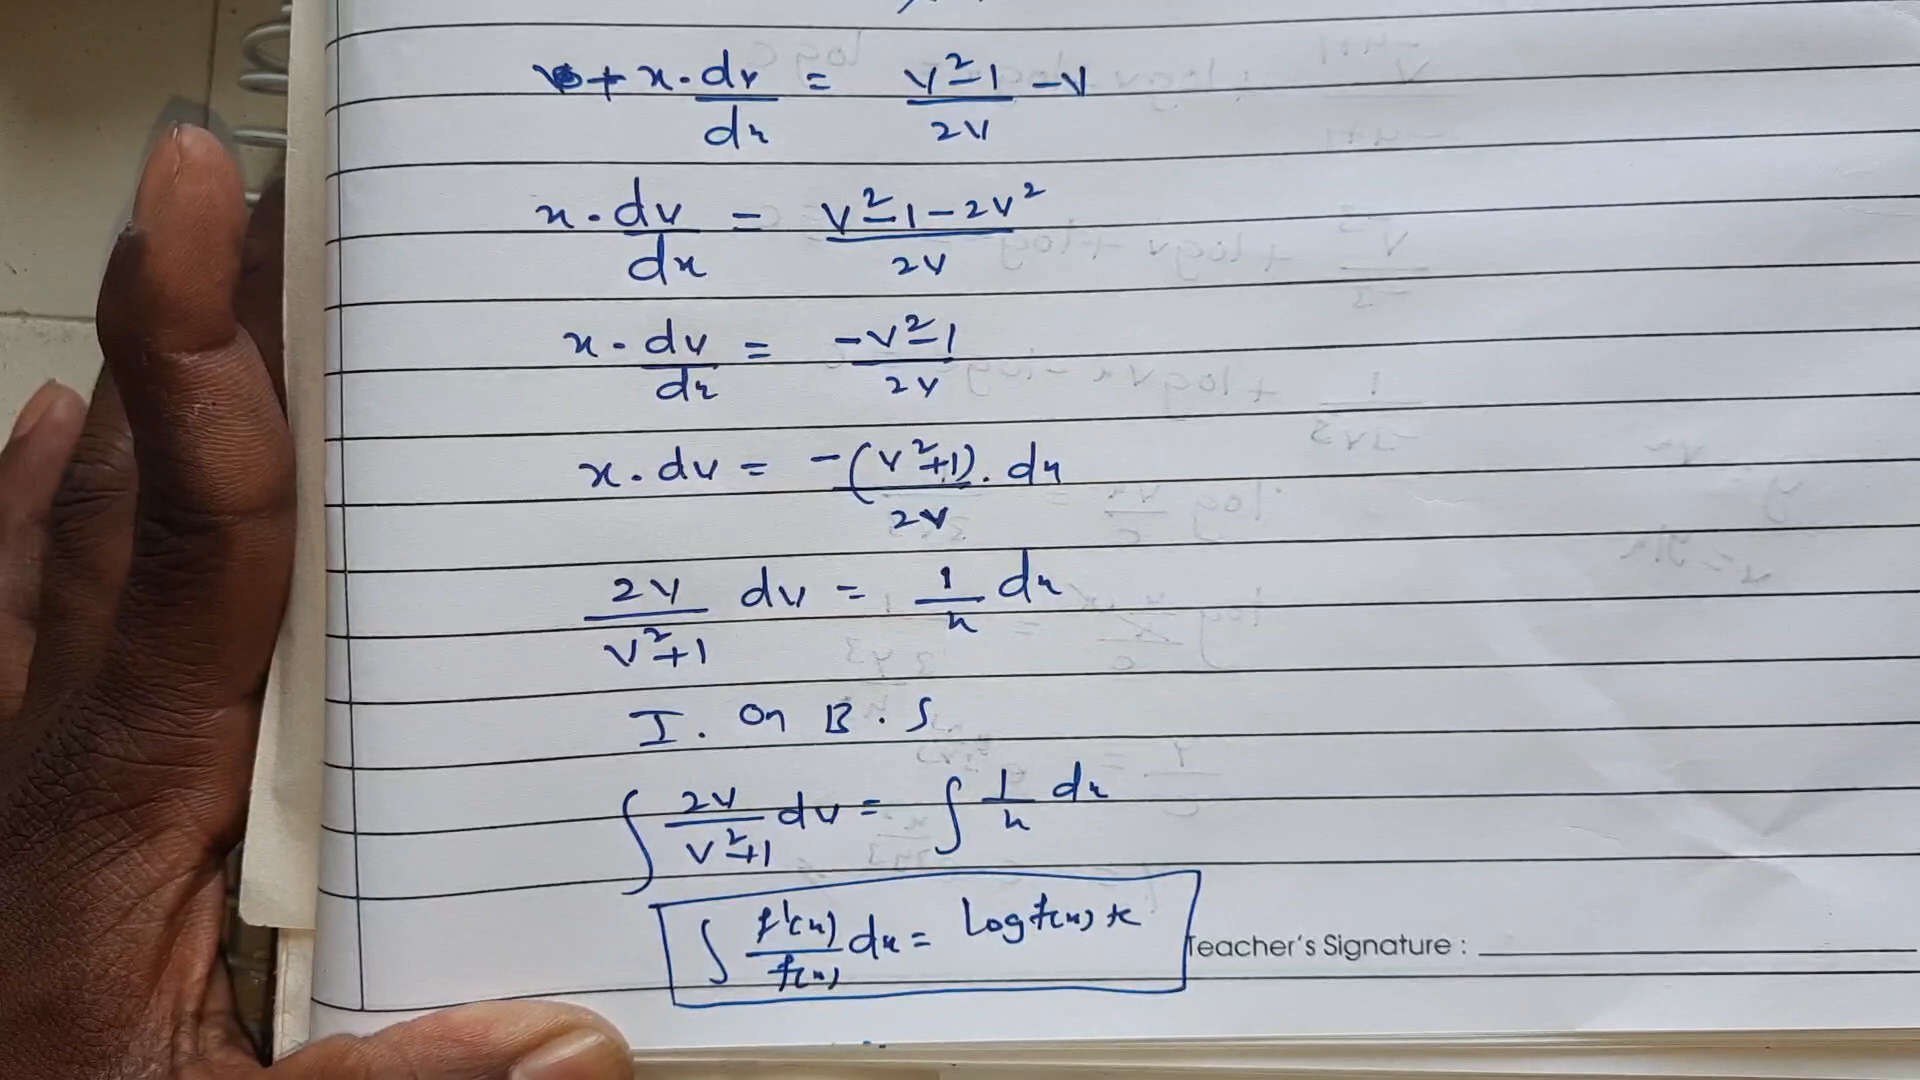 v + x . dv/dx = v² - 1 / 2v - v
x . dv/dx = v² - 1 - 2v² / 2v
x . dv/dx = -v² - 1 / 2v
x . dv = -(v² + 1) / 2v . dx
2v / v² + 1 dv = 1/x dx
I . on B . S
∫ 2v / v² + 1 dv = ∫ 1/x dx
∫ f'(x) / f(x) dx = log f(x) + c
Teacher's Signature :